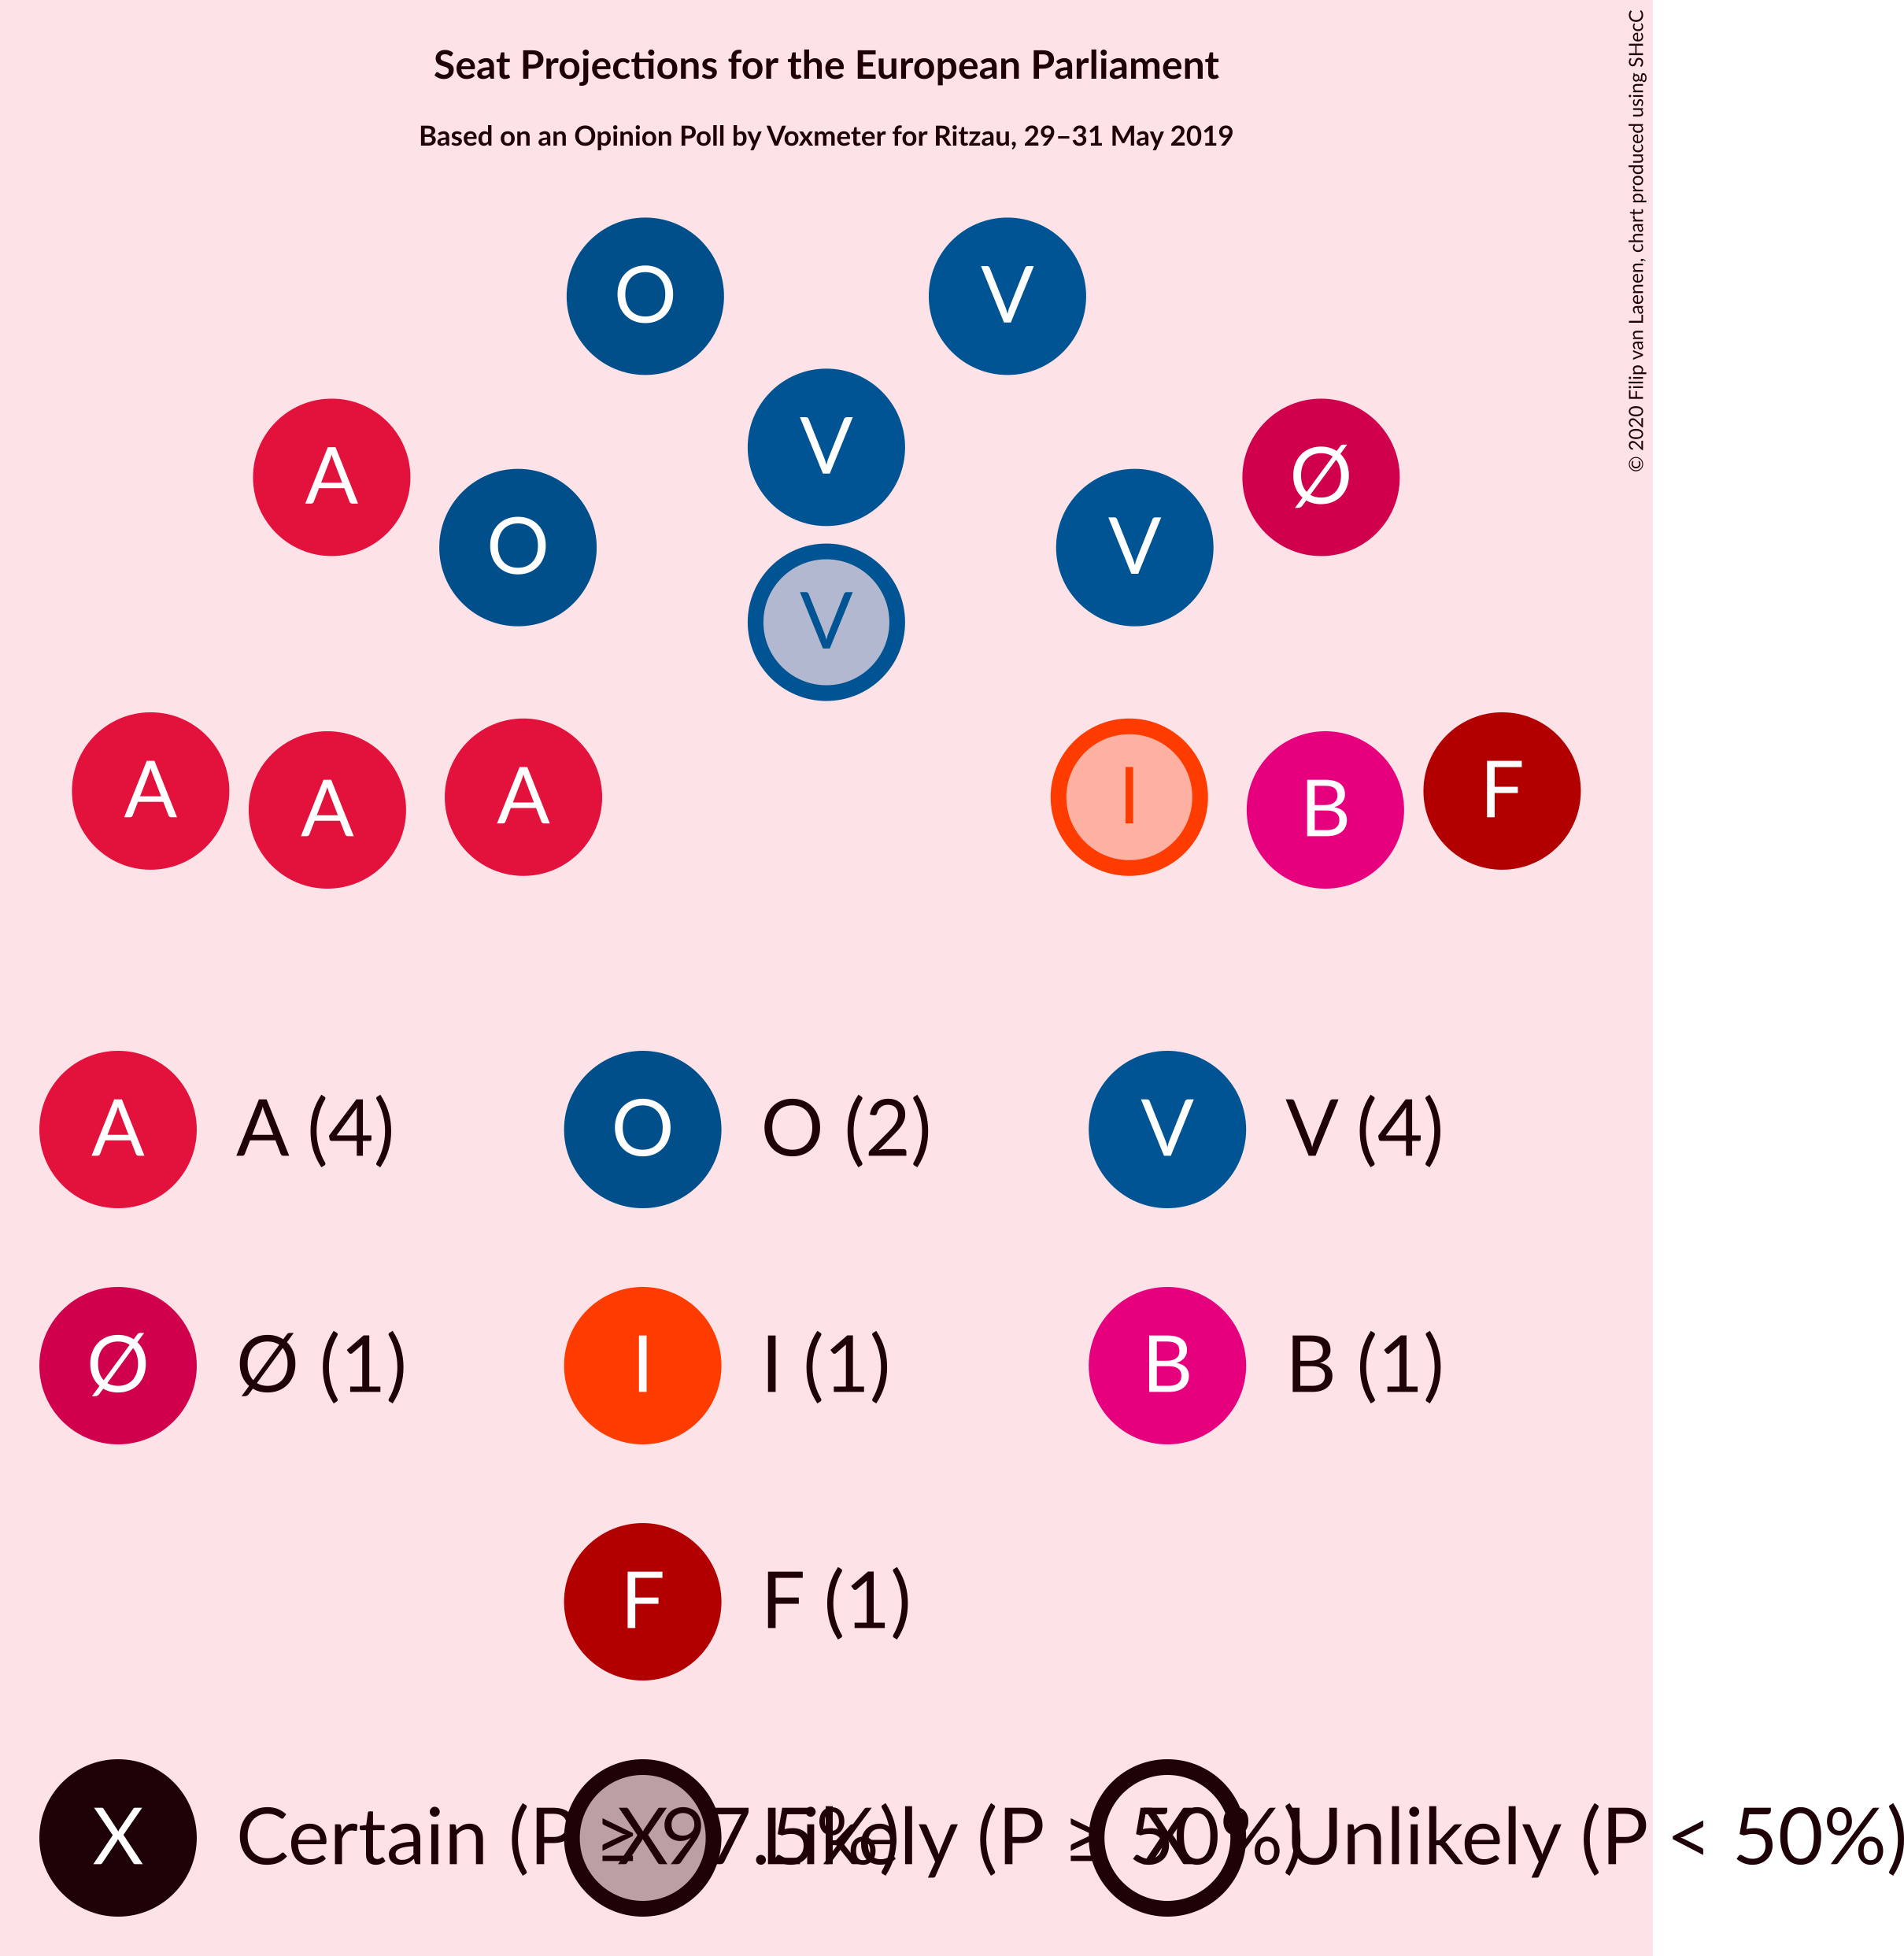 Seat Projections for the European Parliament
Based on an Opinion Poll by Voxmeter for Ritzau, 29–31 May 2019
© 2020 Filip van Laenen, chart produced using SHecC
O V
A V Ø
O V
V
A A A I B F
A A (4) O O (2) V V (4)
Ø Ø (1) I I (1) B B (1)
F F (1)
X Certain (P ≥ 97.5%) X Likely (P ≥ 50%) X Unlikely (P < 50%)